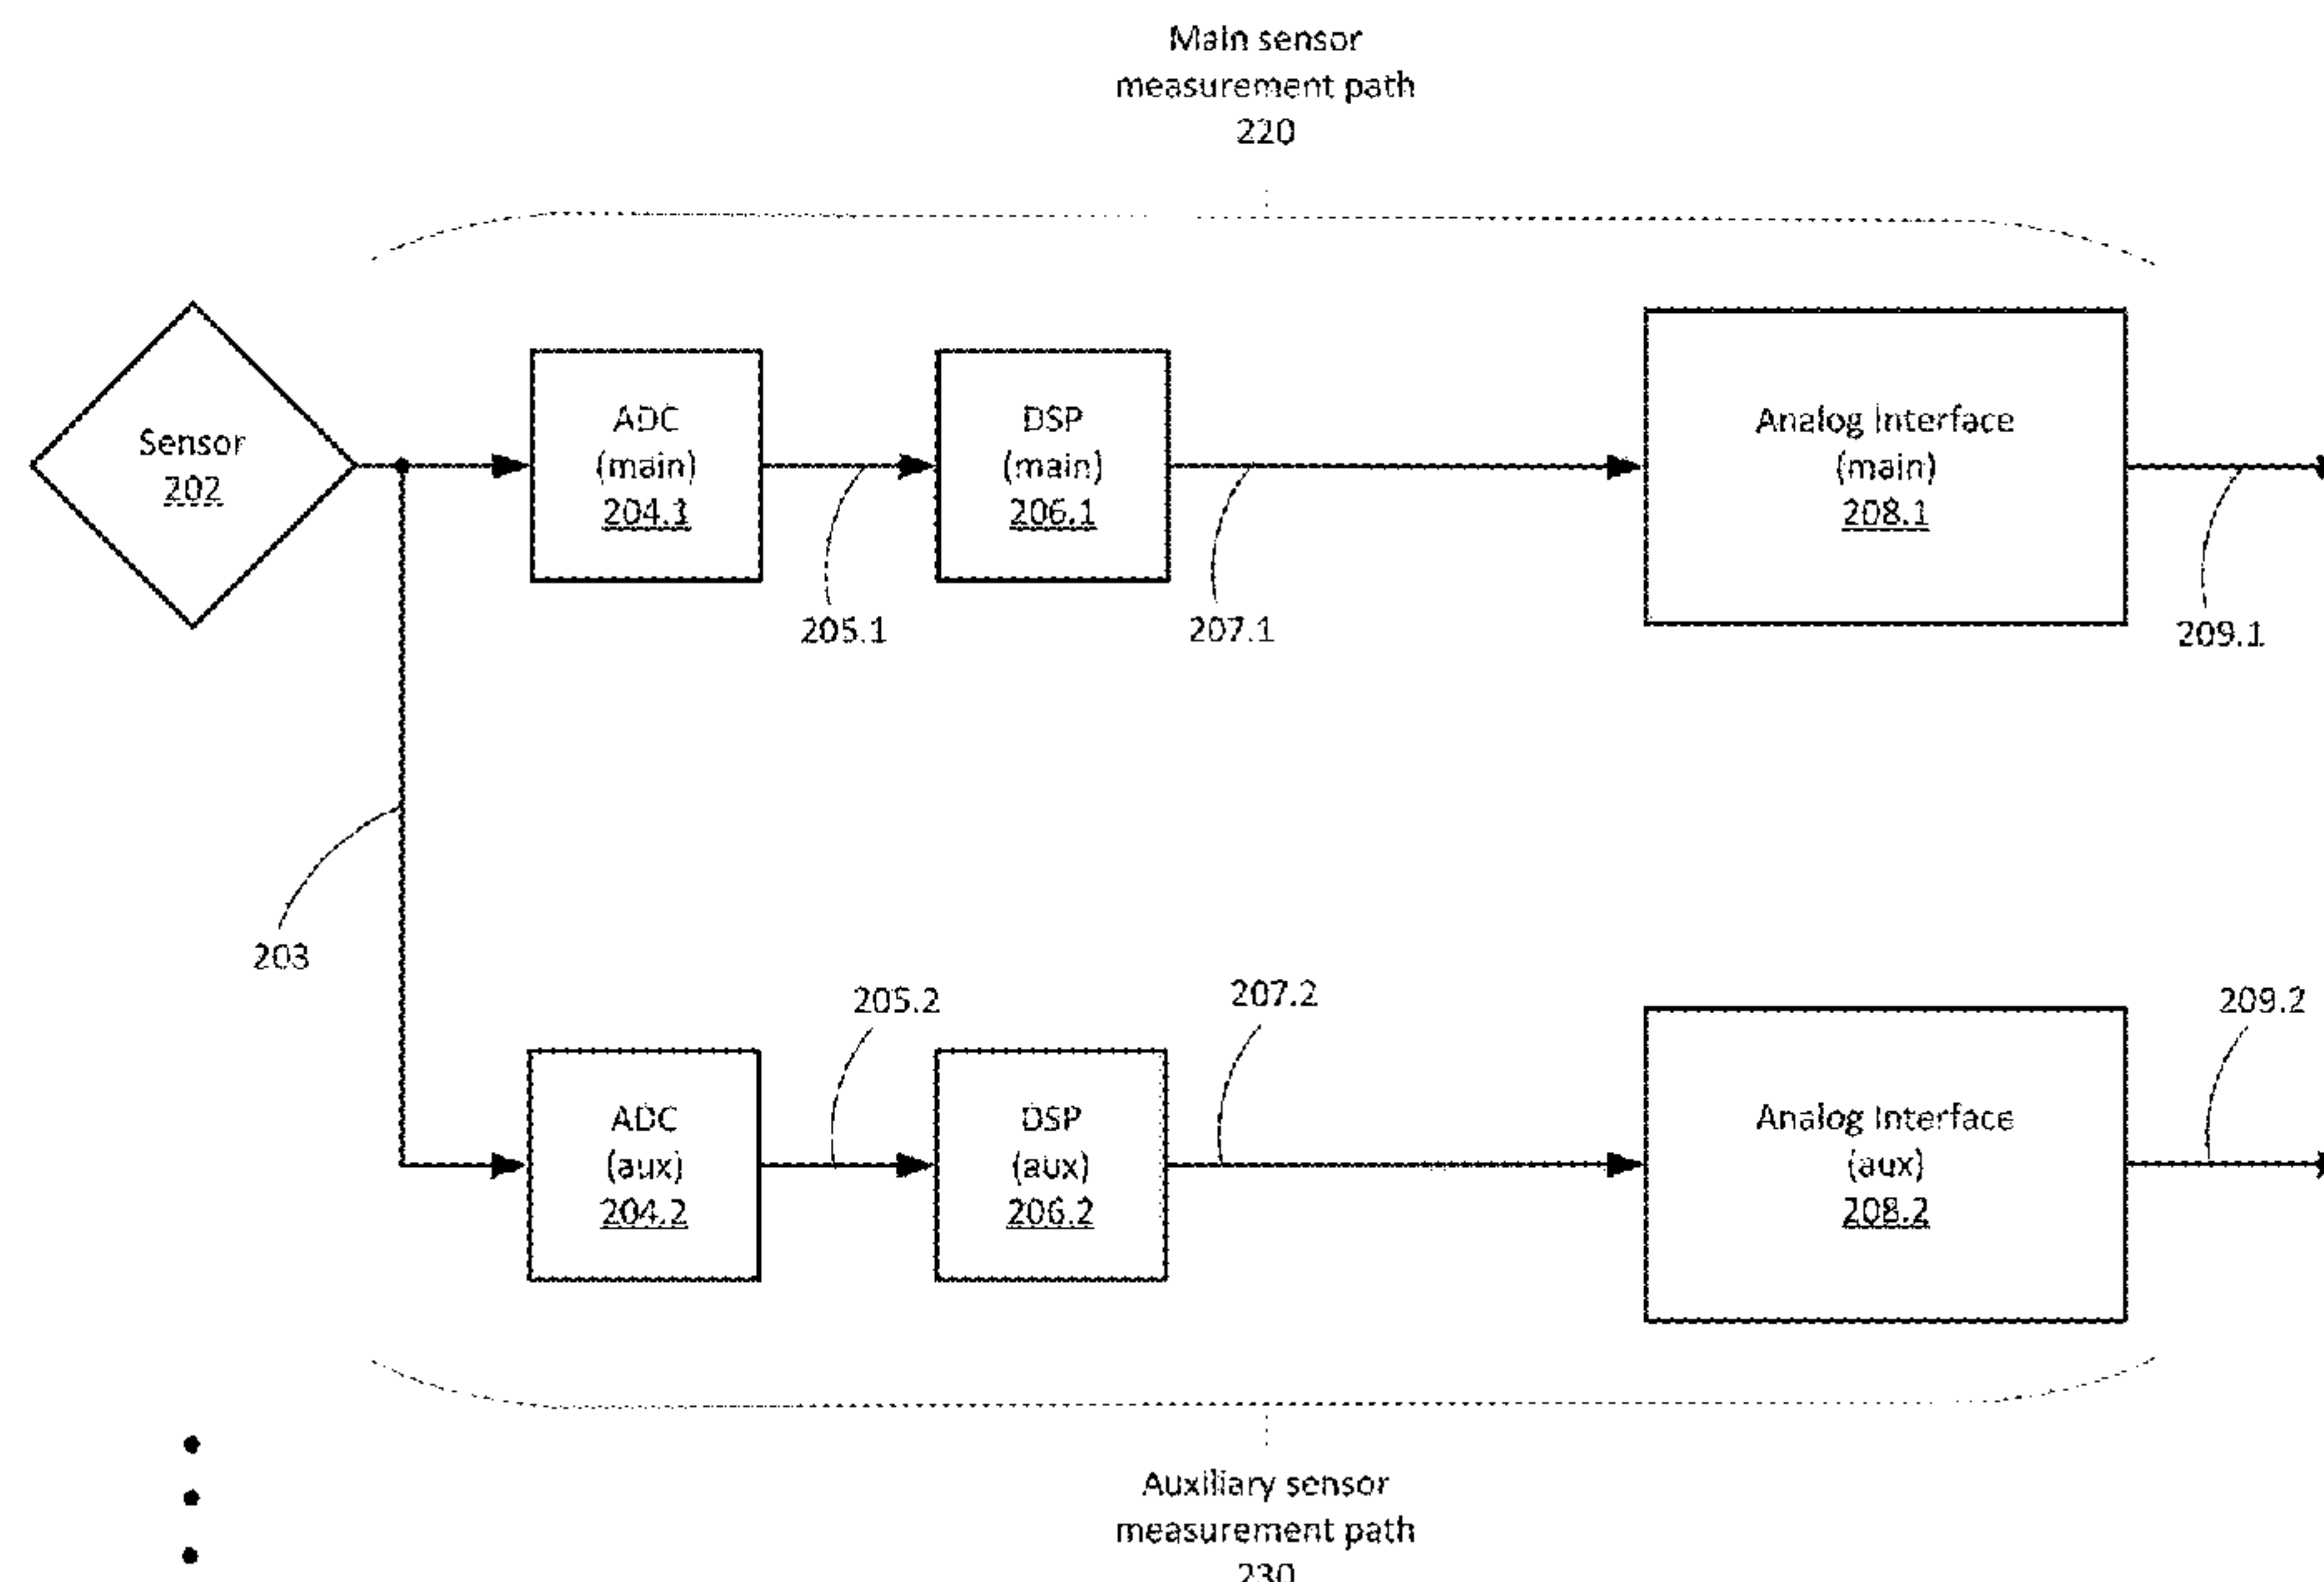 Main sensor
measurement path
220
Sensor
202
ADC
(main)
204.1
DSP
(main)
206.1
Analog Interface
(main)
208.1
205.1
207.1
209.1
203
205.2
207.2
209.2
ADC
(aux)
204.2
DSP
(aux)
206.2
Analog Interface
(aux)
208.2
Auxiliary sensor
measurement path
230